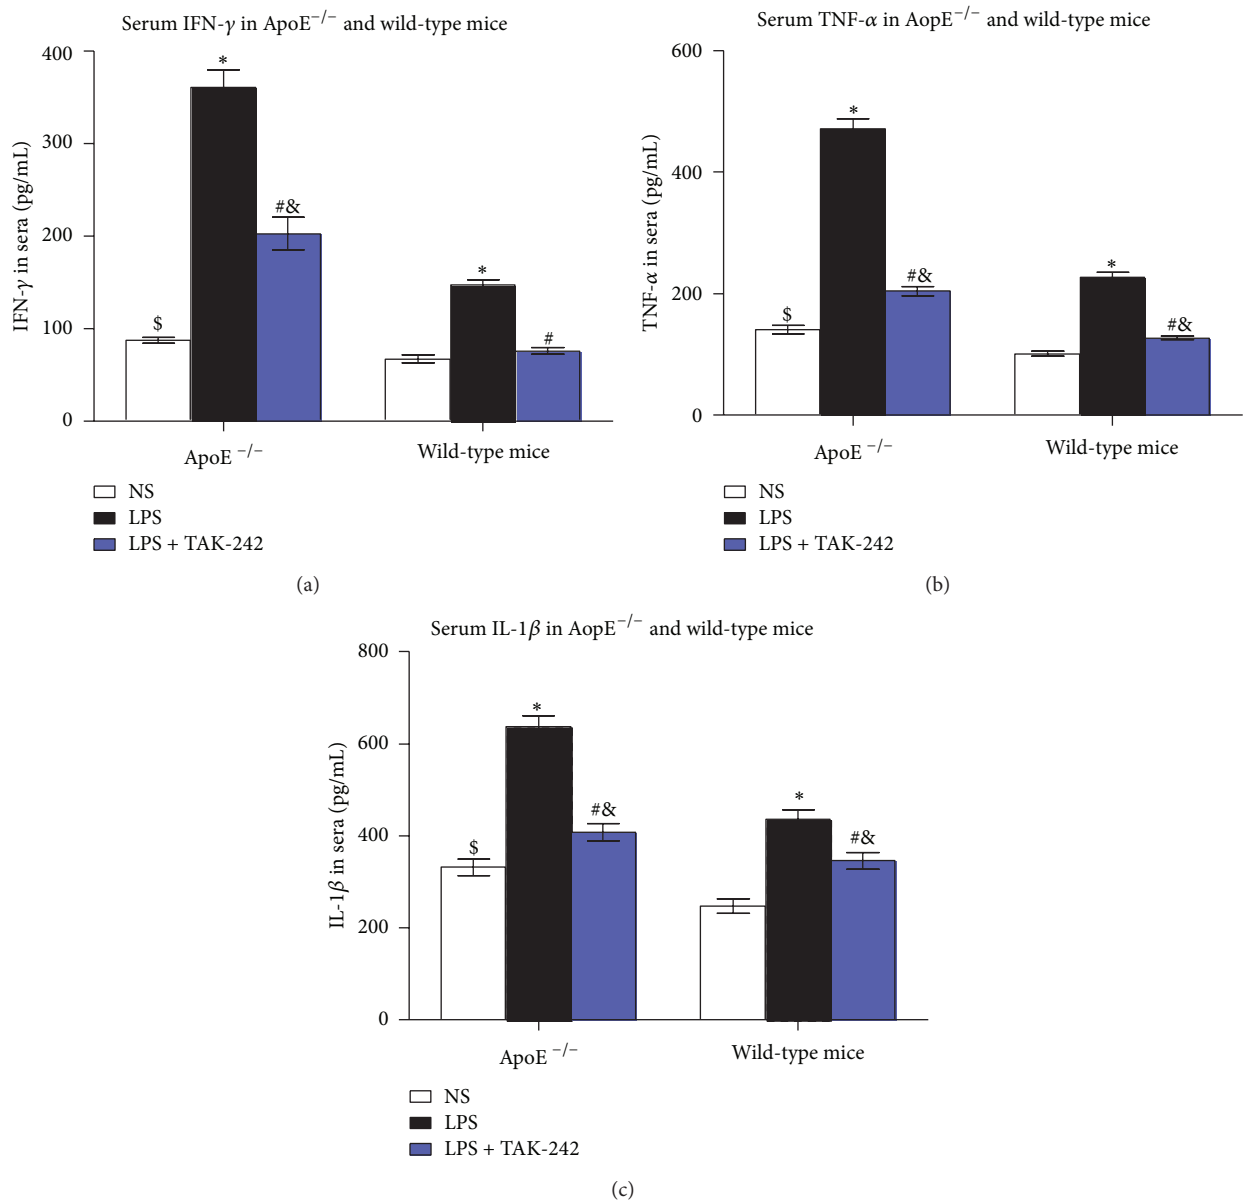 Serum IFN-γ in ApoE−/− and wild-type mice
400
300
200
100
0
IFN-γ in sera (pg/mL)
*
#&
$
*
#
ApoE −/−
Wild-type mice
NS
LPS
LPS + TAK-242
(a)
Serum TNF-α in AopE−/− and wild-type mice
600
400
200
0
TNF-α in sera (pg/mL)
*
#&
$
*
#&
ApoE −/−
Wild-type mice
NS
LPS
LPS + TAK-242
(b)
Serum IL-1β in AopE−/− and wild-type mice
800
600
400
200
0
IL-1β in sera (pg/mL)
*
#&
$
*
#&
ApoE −/−
Wild-type mice
NS
LPS
LPS + TAK-242
(c)